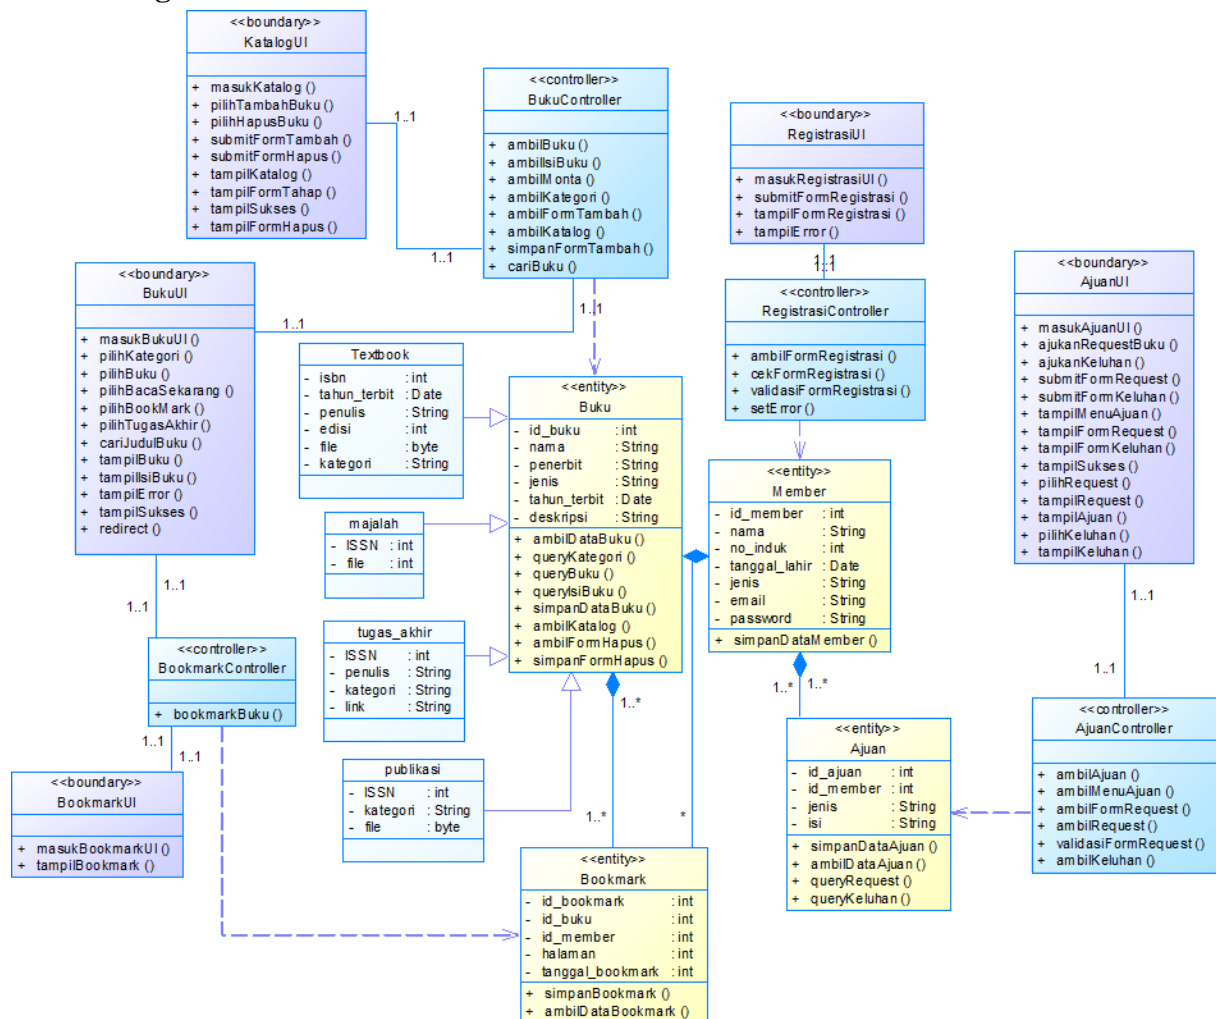 <<boundary>>
KatalogUI
+ masukKatalog ()
+ pilihTambahBuku ()
+ pilihHapusBuku ()
+ submitFormTambah ()
+ submitFormHapus ()
+ tampilKatalog ()
+ tampilFormTahap ()
+ tampilSukses ()
+ tampilFormHapus ()
1..1
1..1
<<controller>>
BukuController
+ ambilBuku ()
+ ambilIsiBuku ()
+ ambilMonta ()
+ ambilKategori ()
+ ambilFormTambah ()
+ ambilKatalog ()
+ simpanFormTambah ()
+ cariBuku ()
1..1
1..1
<<boundary>>
RegistrasiUI
+ masukRegistrasiUI ()
+ submitFormRegistrasi ()
+ tampilFormRegistrasi ()
+ tampilError ()
1..1
1..1
<<controller>>
RegistrasiController
+ ambilFormRegistrasi ()
+ cekFormRegistrasi ()
+ validasiFormRegistrasi ()
+ setError ()
<<boundary>>
AjuanUI
+ masukAjuanUI ()
+ ajukanRequestBuku ()
+ ajukanKeluhan ()
+ submitFormRequest ()
+ submitFormKeluhan ()
+ tampilMenuAjuan ()
+ tampilFormRequest ()
+ tampilFormKeluhan ()
+ tampilSukses ()
+ pilihRequest ()
+ tampilRequest ()
+ tampilAjuan ()
+ pilihKeluhan ()
+ tampilKeluhan ()
1..1
1..1
<<boundary>>
BukuUI
+ masukBukuUI ()
+ pilihKategori ()
+ pilihBuku ()
+ pilihBacaSekarang ()
+ pilihBookMark ()
+ pilihTugasAkhir ()
+ cariJudulBuku ()
+ tampilBuku ()
+ tampilIsiBuku ()
+ tampilError ()
+ tampilSukses ()
+ redirect ()
1..1
1..1
Textbook
- isbn : int
- tahun_terbit : Date
- penulis : String
- edisi : int
- file : byte
- kategori : String
majalah
- ISSN : int
- file : int
tugas_akhir
- ISSN : int
- penulis : String
- kategori : String
- link : String
publikasi
- ISSN : int
- kategori : String
- file : byte
<<entity>>
Buku
- id_buku : int
- nama : String
- penerbit : String
- jenis : String
- tahun_terbit : Date
- deskripsi : String
+ ambilDataBuku ()
+ queryKategori ()
+ queryBuku ()
+ queryIsiBuku ()
+ simpanDataBuku ()
+ ambilKatalog ()
+ ambilFormHapus ()
+ simpanFormHapus ()
1..*
1..*
*
<<entity>>
Member
- id_member : int
- nama : String
- no_induk : int
- tanggal_lahir : Date
- jenis : String
- email : String
- password : String
+ simpanDataMember ()
1..*
1..*
<<controller>>
BookmarkController
+ bookmarkBuku ()
1..1
1..1
<<boundary>>
BookmarkUI
+ masukBookmarkUI ()
+ tampilBookmark ()
<<entity>>
Bookmark
- id_bookmark : int
- id_buku : int
- id_member : int
- halaman : int
- tanggal_bookmark : int
+ simpanBookmark ()
+ ambilDataBookmark ()
<<entity>>
Ajuan
- id_ajuan : int
- id_member : int
- jenis : String
- isi : String
+ simpanDataAjuan ()
+ ambilDataAjuan ()
+ queryRequest ()
+ queryKeluhan ()
<<controller>>
AjuanController
+ ambilAjuan ()
+ ambilMenuAjuan ()
+ ambilFormRequest ()
+ ambilRequest ()
+ validasiFormRequest ()
+ ambilKeluhan ()